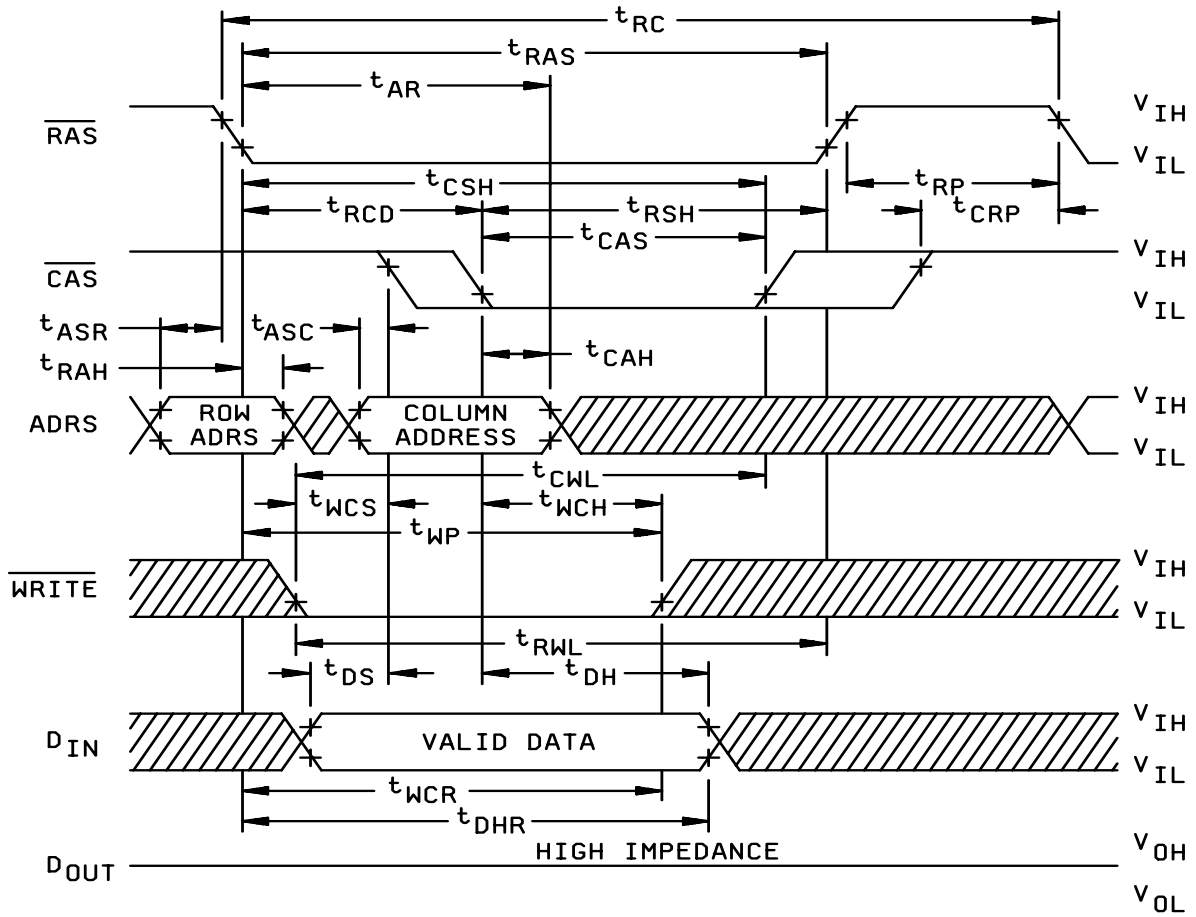 tRC
tRAS
tAR
RAS
VIH
VIL
tCSH
tRP
tRCD
tRSH
tCRP
tCAS
CAS
VIH
VIL
tASR
tASC
tRAH
tCAH
ADRS
ROW
ADRS
COLUMN
ADDRESS
VIH
VIL
tCWL
tWCS
tWCH
tWP
WRITE
VIH
VIL
tRWL
tDS
tDH
DIN
VALID DATA
VIH
VIL
tWCR
tDHR
HIGH IMPEDANCE
DOUT
VOH
VOL